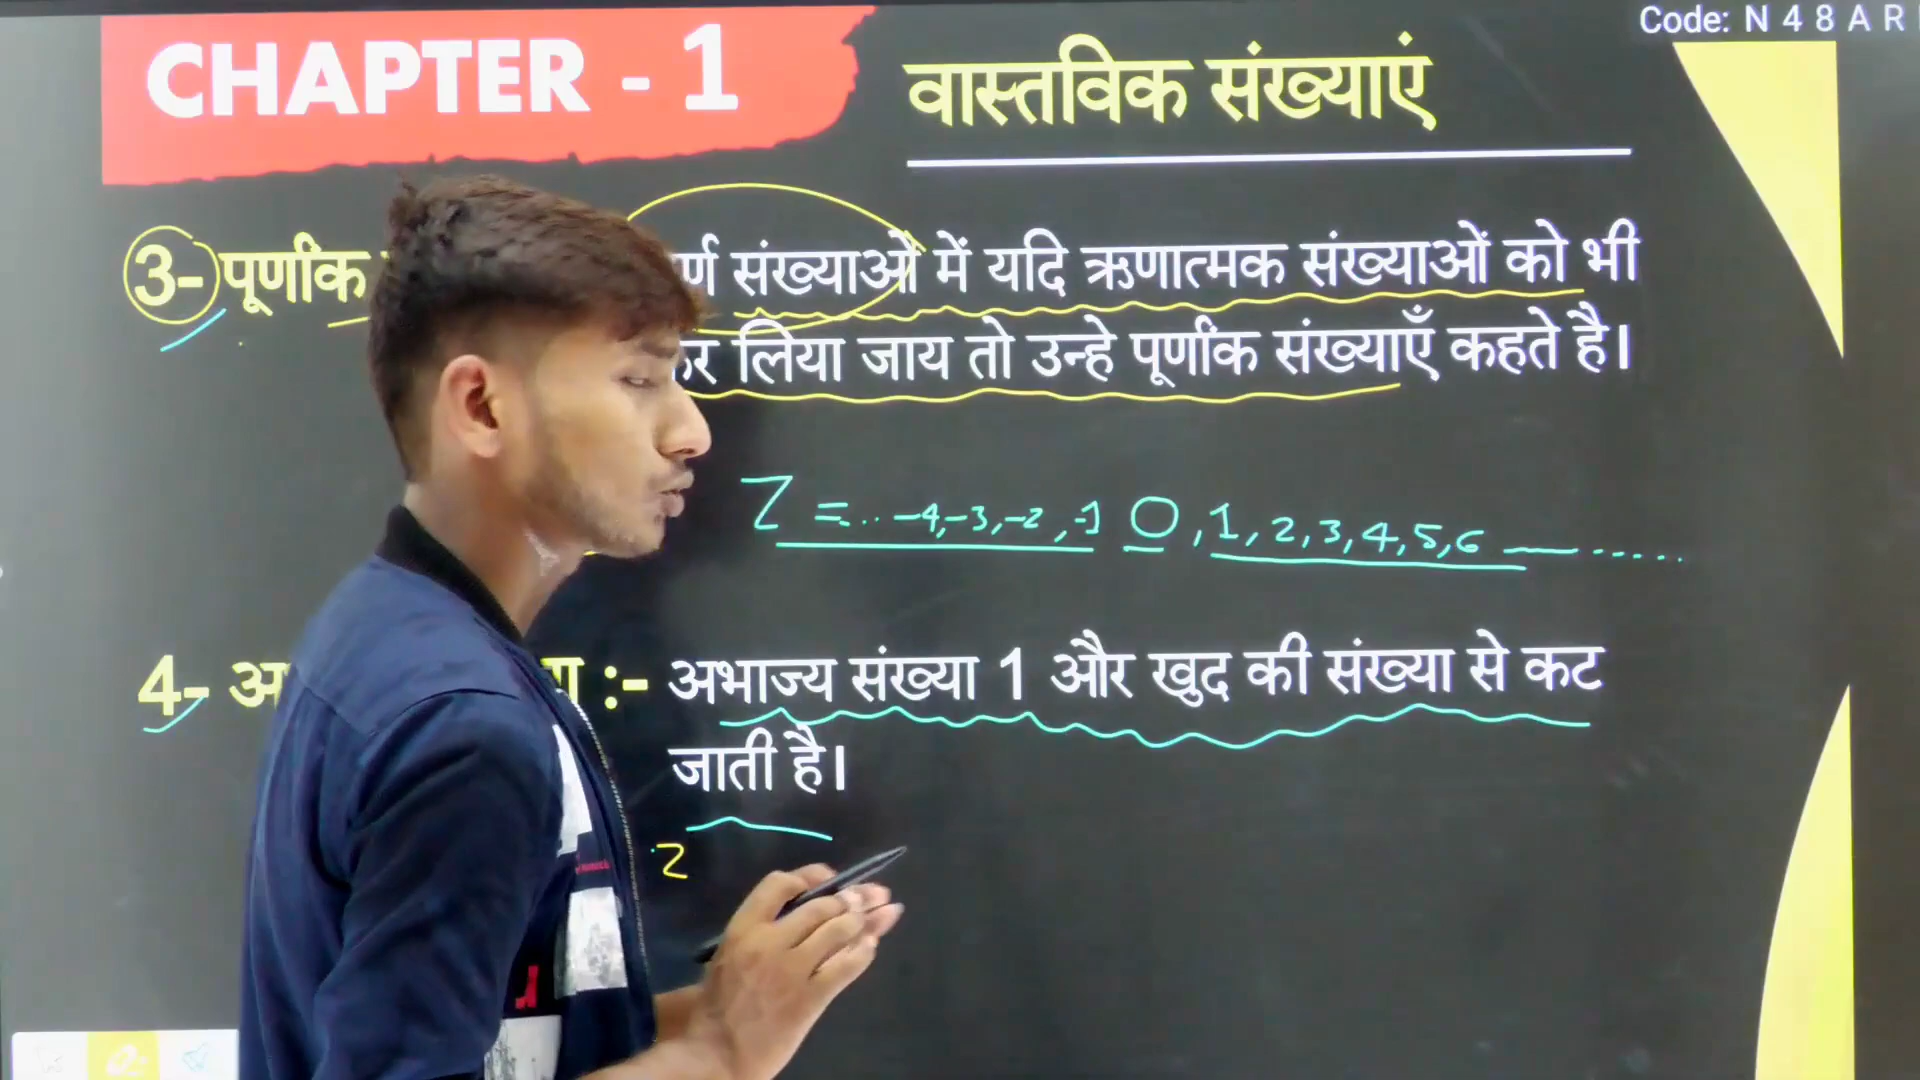 Code: N 4 8 A R
CHAPTER - 1
वास्तविक संख्याएं
3- पूर्णांक संख्याओं में यदि ऋणात्मक संख्याओं को भी
लिया जाय तो उन्हे पूर्णांक संख्याएँ कहते है।
Z = .. -4,-3,-2,-1 0,1,2,3,4,5,6 ——.....
4- :- अभाज्य संख्या 1 और खुद की संख्या से कट
जाती है।
2